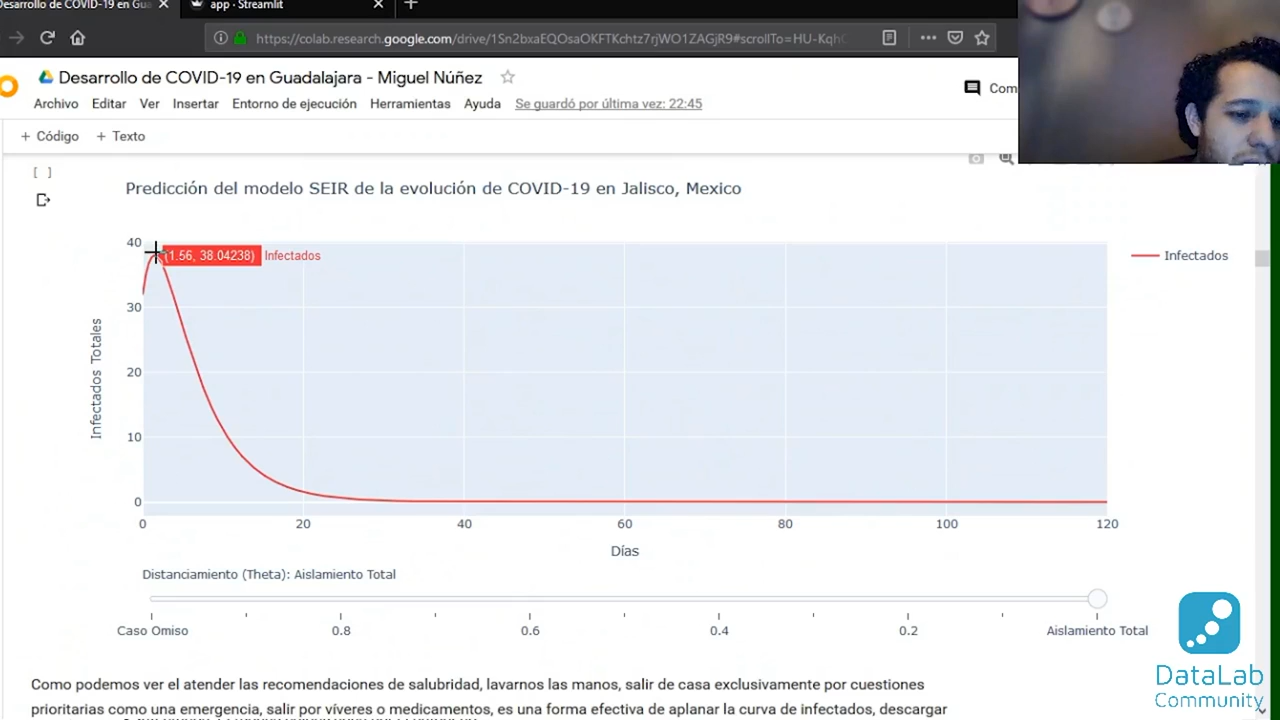 Desarrollo de COVID-19 en Gua
app · Streamlit
https://colab.research.google.com/drive/1Sn2bxaEQOsaOKFTKchtz7rjWO1ZAGjR9#scrollTo=HU-Kqh
Desarrollo de COVID-19 en Guadalajara - Miguel Núñez
Com
Archivo Editar Ver Insertar Entorno de ejecución Herramientas Ayuda Se guardó por última vez: 22:45
+ Código + Texto
[ ]
Predicción del modelo SEIR de la evolución de COVID-19 en Jalisco, Mexico
40
(1.56, 38.04238) Infectados
Infectados
30
20
10
0
Infectados Totales
0 20 40 60 80 100 120
Días
Distanciamiento (Theta): Aislamiento Total
Caso Omiso 0.8 0.6 0.4 0.2 Aislamiento Total
Como podemos ver el atender las recomendaciones de salubridad, lavarnos las manos, salir de casa exclusivamente por cuestiones
prioritarias como una emergencia, salir por víveres o medicamento, es una forma efectiva de aplanar la curva de infectados, descargar
DataLab
Community